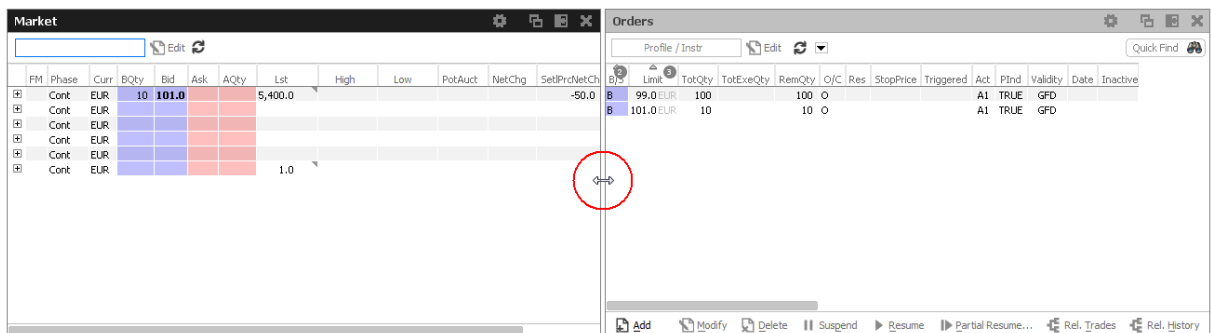 Market
Edit
FM Phase Curr BQty Bid Ask AQty Lst High Low PotAuct NetChg SetlPrcNetCh
Cont EUR 10 101.0 5,400.0 -50.0
Cont EUR
Cont EUR
Cont EUR
Cont EUR
Cont EUR 1.0
Orders
Profile / Instr Edit Quick Find
B/S 2 Limit 3 TotQty TotExeQty RemQty O/C Res StopPrice Triggered Act PInd Validity Date Inactive
B 99.0 EUR 100 100 O A1 TRUE GFD
B 101.0 EUR 10 10 O A1 TRUE GFD
Add Modify Delete Suspend Resume Partial Resume... Rel. Trades Rel. History